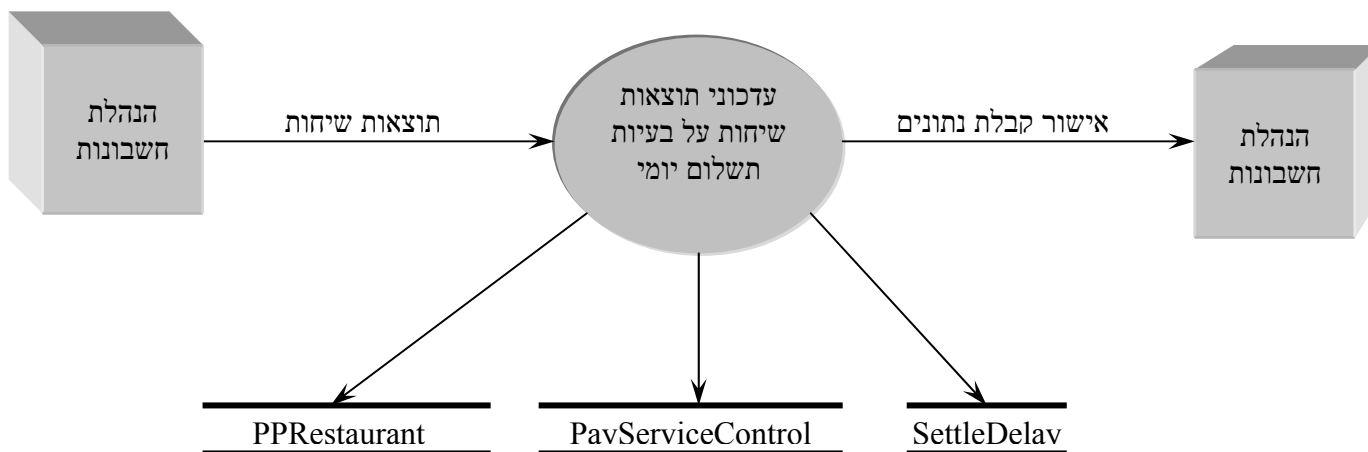 הנהלת
חשבונות
תוצאות שיחות
עדכוני תוצאות
שיחות על בעיות
תשלום יומי
אישור קבלת נתונים
הנהלת
חשבונות
PPRestaurant
PavServiceControl
SettleDelav